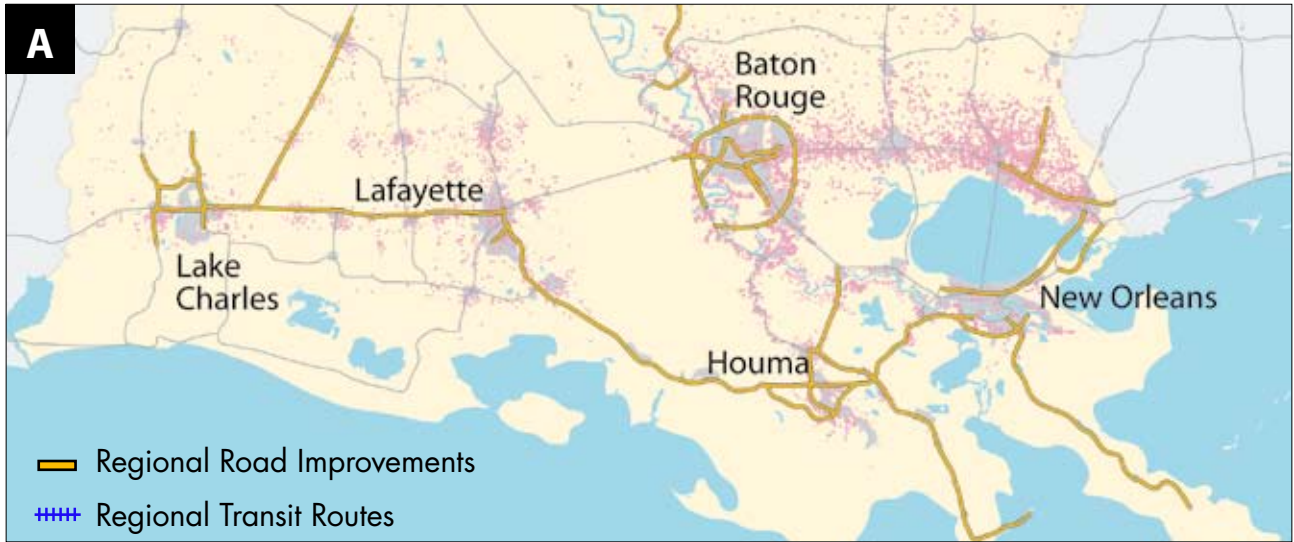 A
Baton
Rouge
Lafayette
Lake
Charles
New Orleans
Houma
Regional Road Improvements
Regional Transit Routes